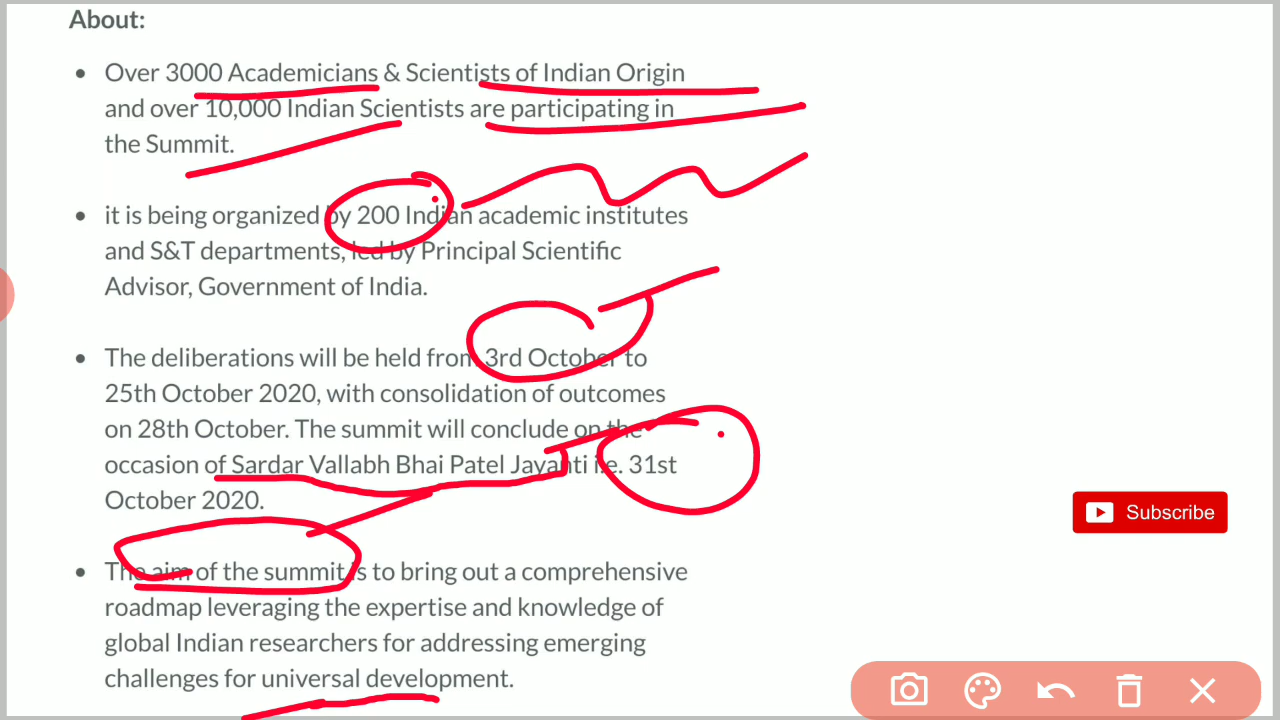 About:
• Over 3000 Academicians & Scientists of Indian Origin
and over 10,000 Indian Scientists are participating in
the Summit.
• it is being organized by 200 Indian academic institutes
and S&T departments, led by Principal Scientific
Advisor, Government of India.
• The deliberations will be held from 3rd October to
25th October 2020, with consolidation of outcomes
on 28th October. The summit will conclude on the
occasion of Sardar Vallabh Bhai Patel Jayanti i.e. 31st
October 2020.
Subscribe
• The aim of the summit is to bring out a comprehensive
roadmap leveraging the expertise and knowledge of
global Indian researchers for addressing emerging
challenges for universal development.